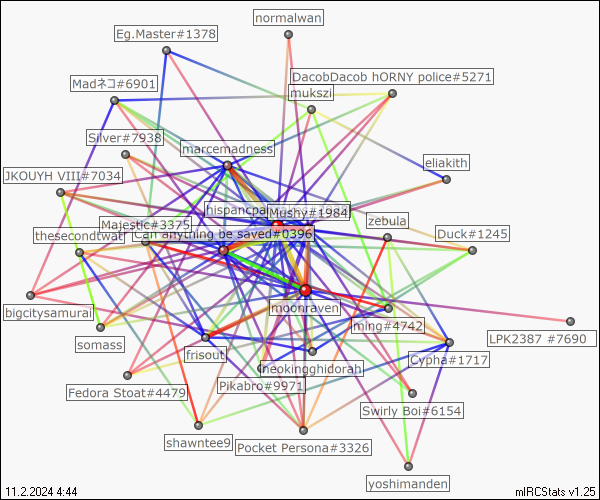 normalwan
Eg.Master#1378
DacobDacob hORNY police#5271
Madネコ#6901
mukszi
Silver#7938
marcemadness
eliakith
JKOUYH VIII#7034
Mushy#1984
Majestic#3375
zebula
thesecondtwat
Can anything be saved#0396
Duck#1245
bigcitysamurai
moonraven
ming#4742
somass
LPK2387 #7690
frisout
Cypha#1717
neokingghidorah
Pikabro#9971
Fedora Stoat#4479
Swirly Boi#6154
shawntee9
Pocket Persona#3326
yoshimanden
11.2.2024 4:44
mIRCStats v1.25